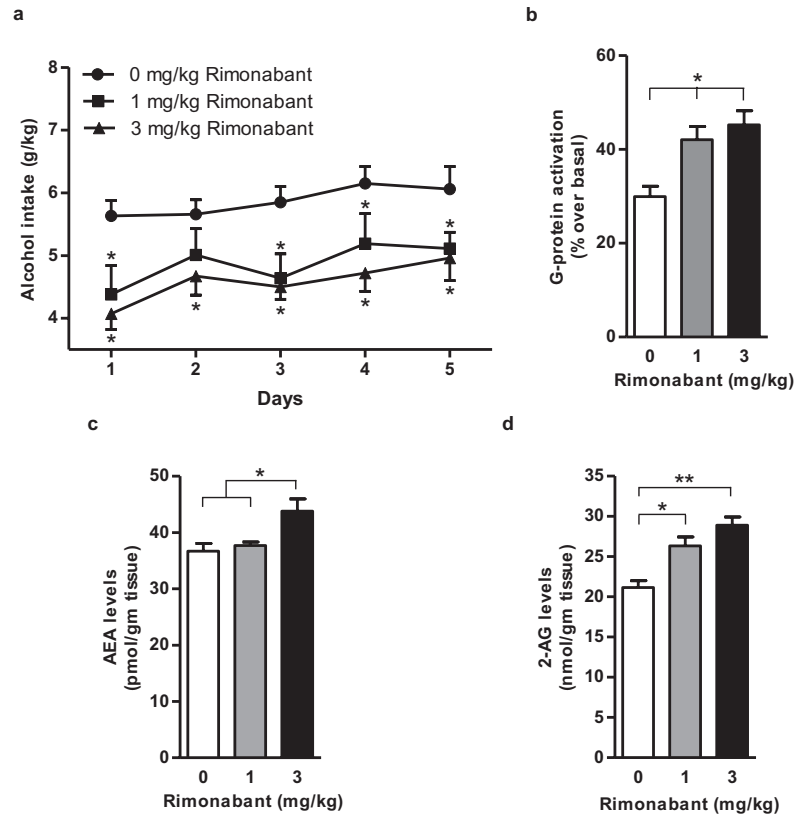 a
8
7
6
5
4
Alcohol intake (g/kg)
0 mg/kg Rimonabant
1 mg/kg Rimonabant
3 mg/kg Rimonabant
*
*
*
*
*
*
*
*
*
1 2 3 4 5
Days
b
60
40
20
0
G-protein activation
(% over basal)
*
0 1 3
Rimonabant (mg/kg)
c
50
40
30
20
10
0
AEA levels
(pmol/gm tissue)
*
0 1 3
Rimonabant (mg/kg)
d
35
30
25
20
15
10
5
0
2-AG levels
(nmol/gm tissue)
**
*
0 1 3
Rimonabant (mg/kg)